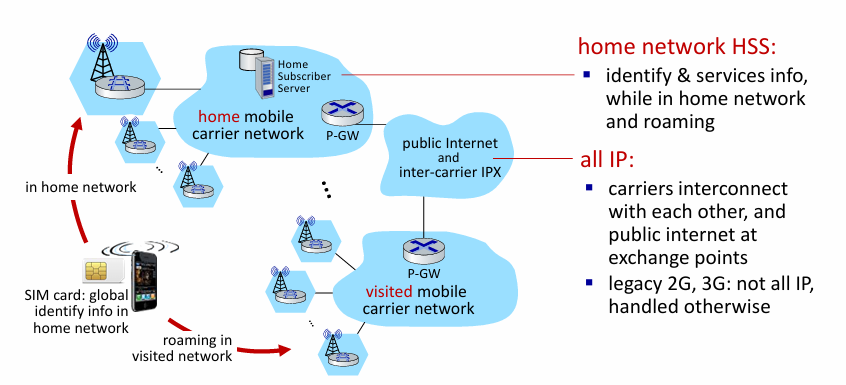 Home
Subscriber
Server
home mobile
carrier network
P-GW
public Internet
and
inter-carrier IPX
in home network
P-GW
visited mobile
carrier network
SIM card: global
identify info in
home network
roaming in
visited network
home network HSS:
▪ identify & services info,
while in home network
and roaming
all IP:
▪ carriers interconnect
with each other, and
public internet at
exchange points
▪ legacy 2G, 3G: not all IP,
handled otherwise